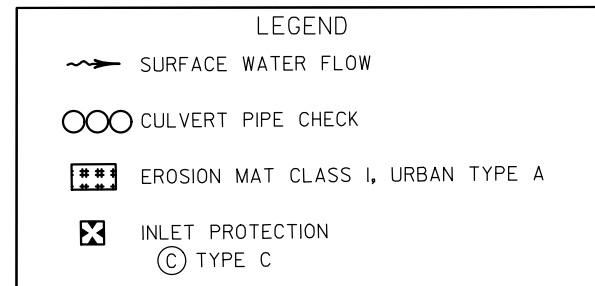 LEGEND
SURFACE WATER FLOW
CULVERT PIPE CHECK
EROSION MAT CLASS I, URBAN TYPE A
INLET PROTECTION
C TYPE C